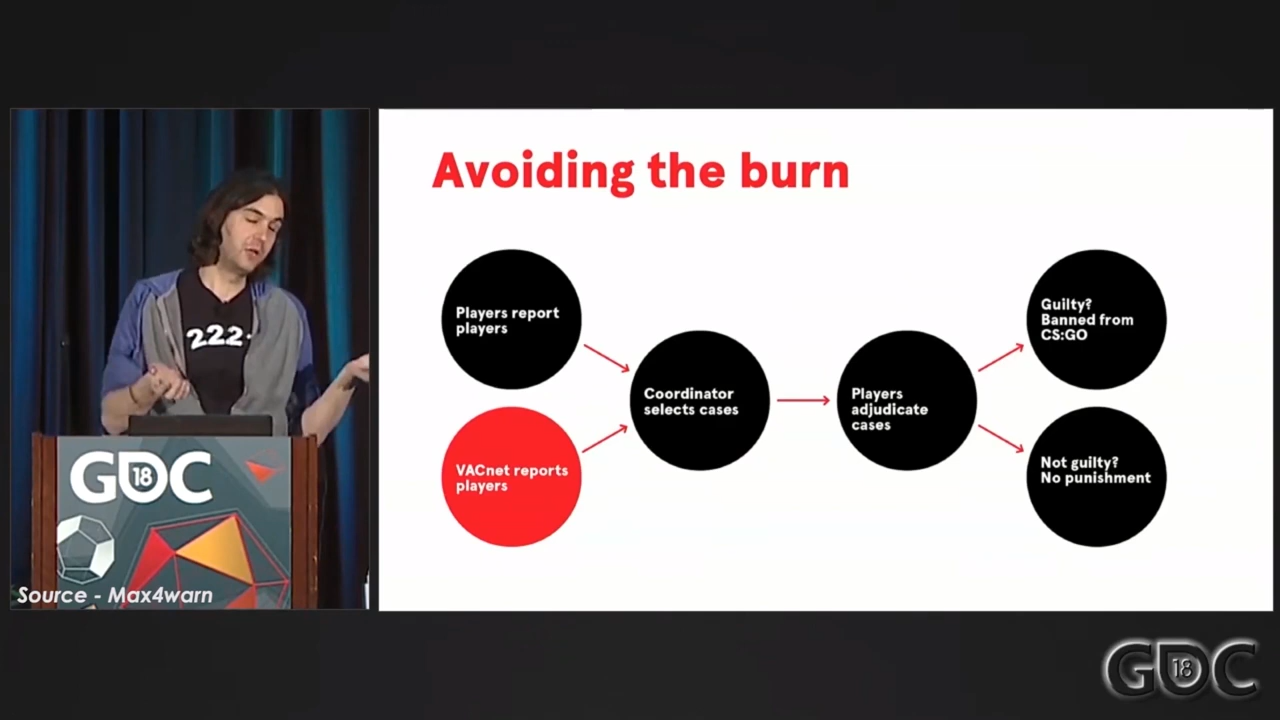 Avoiding the burn
Players report
players
VACnet reports
players
Coordinator
selects cases
Players
adjudicate
cases
Guilty?
Banned from
CS:GO
Not guilty?
No punishment
222
GDC
18
Source - Max4warn
GDC
18